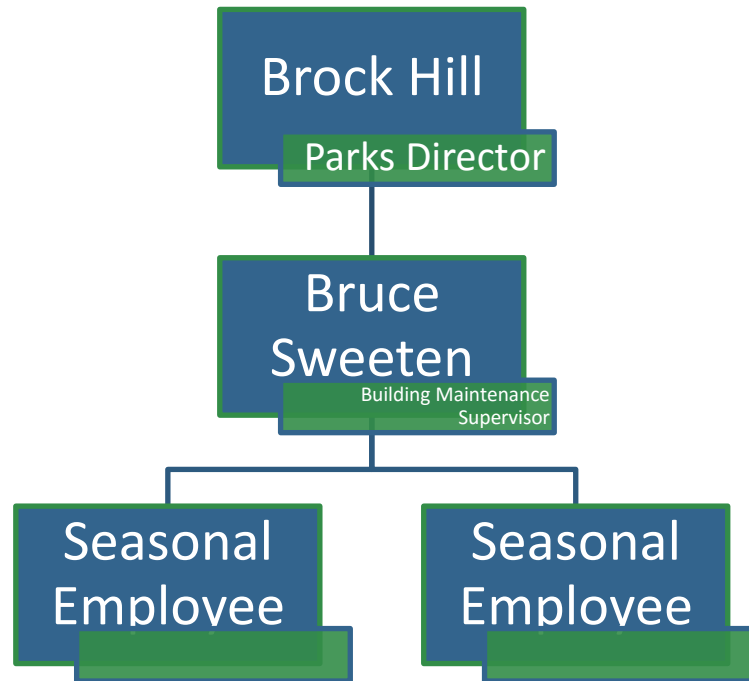 Brock Hill
Parks Director
Bruce
Sweeten
Building Maintenance
Supervisor
Seasonal
Employee
Seasonal
Employee